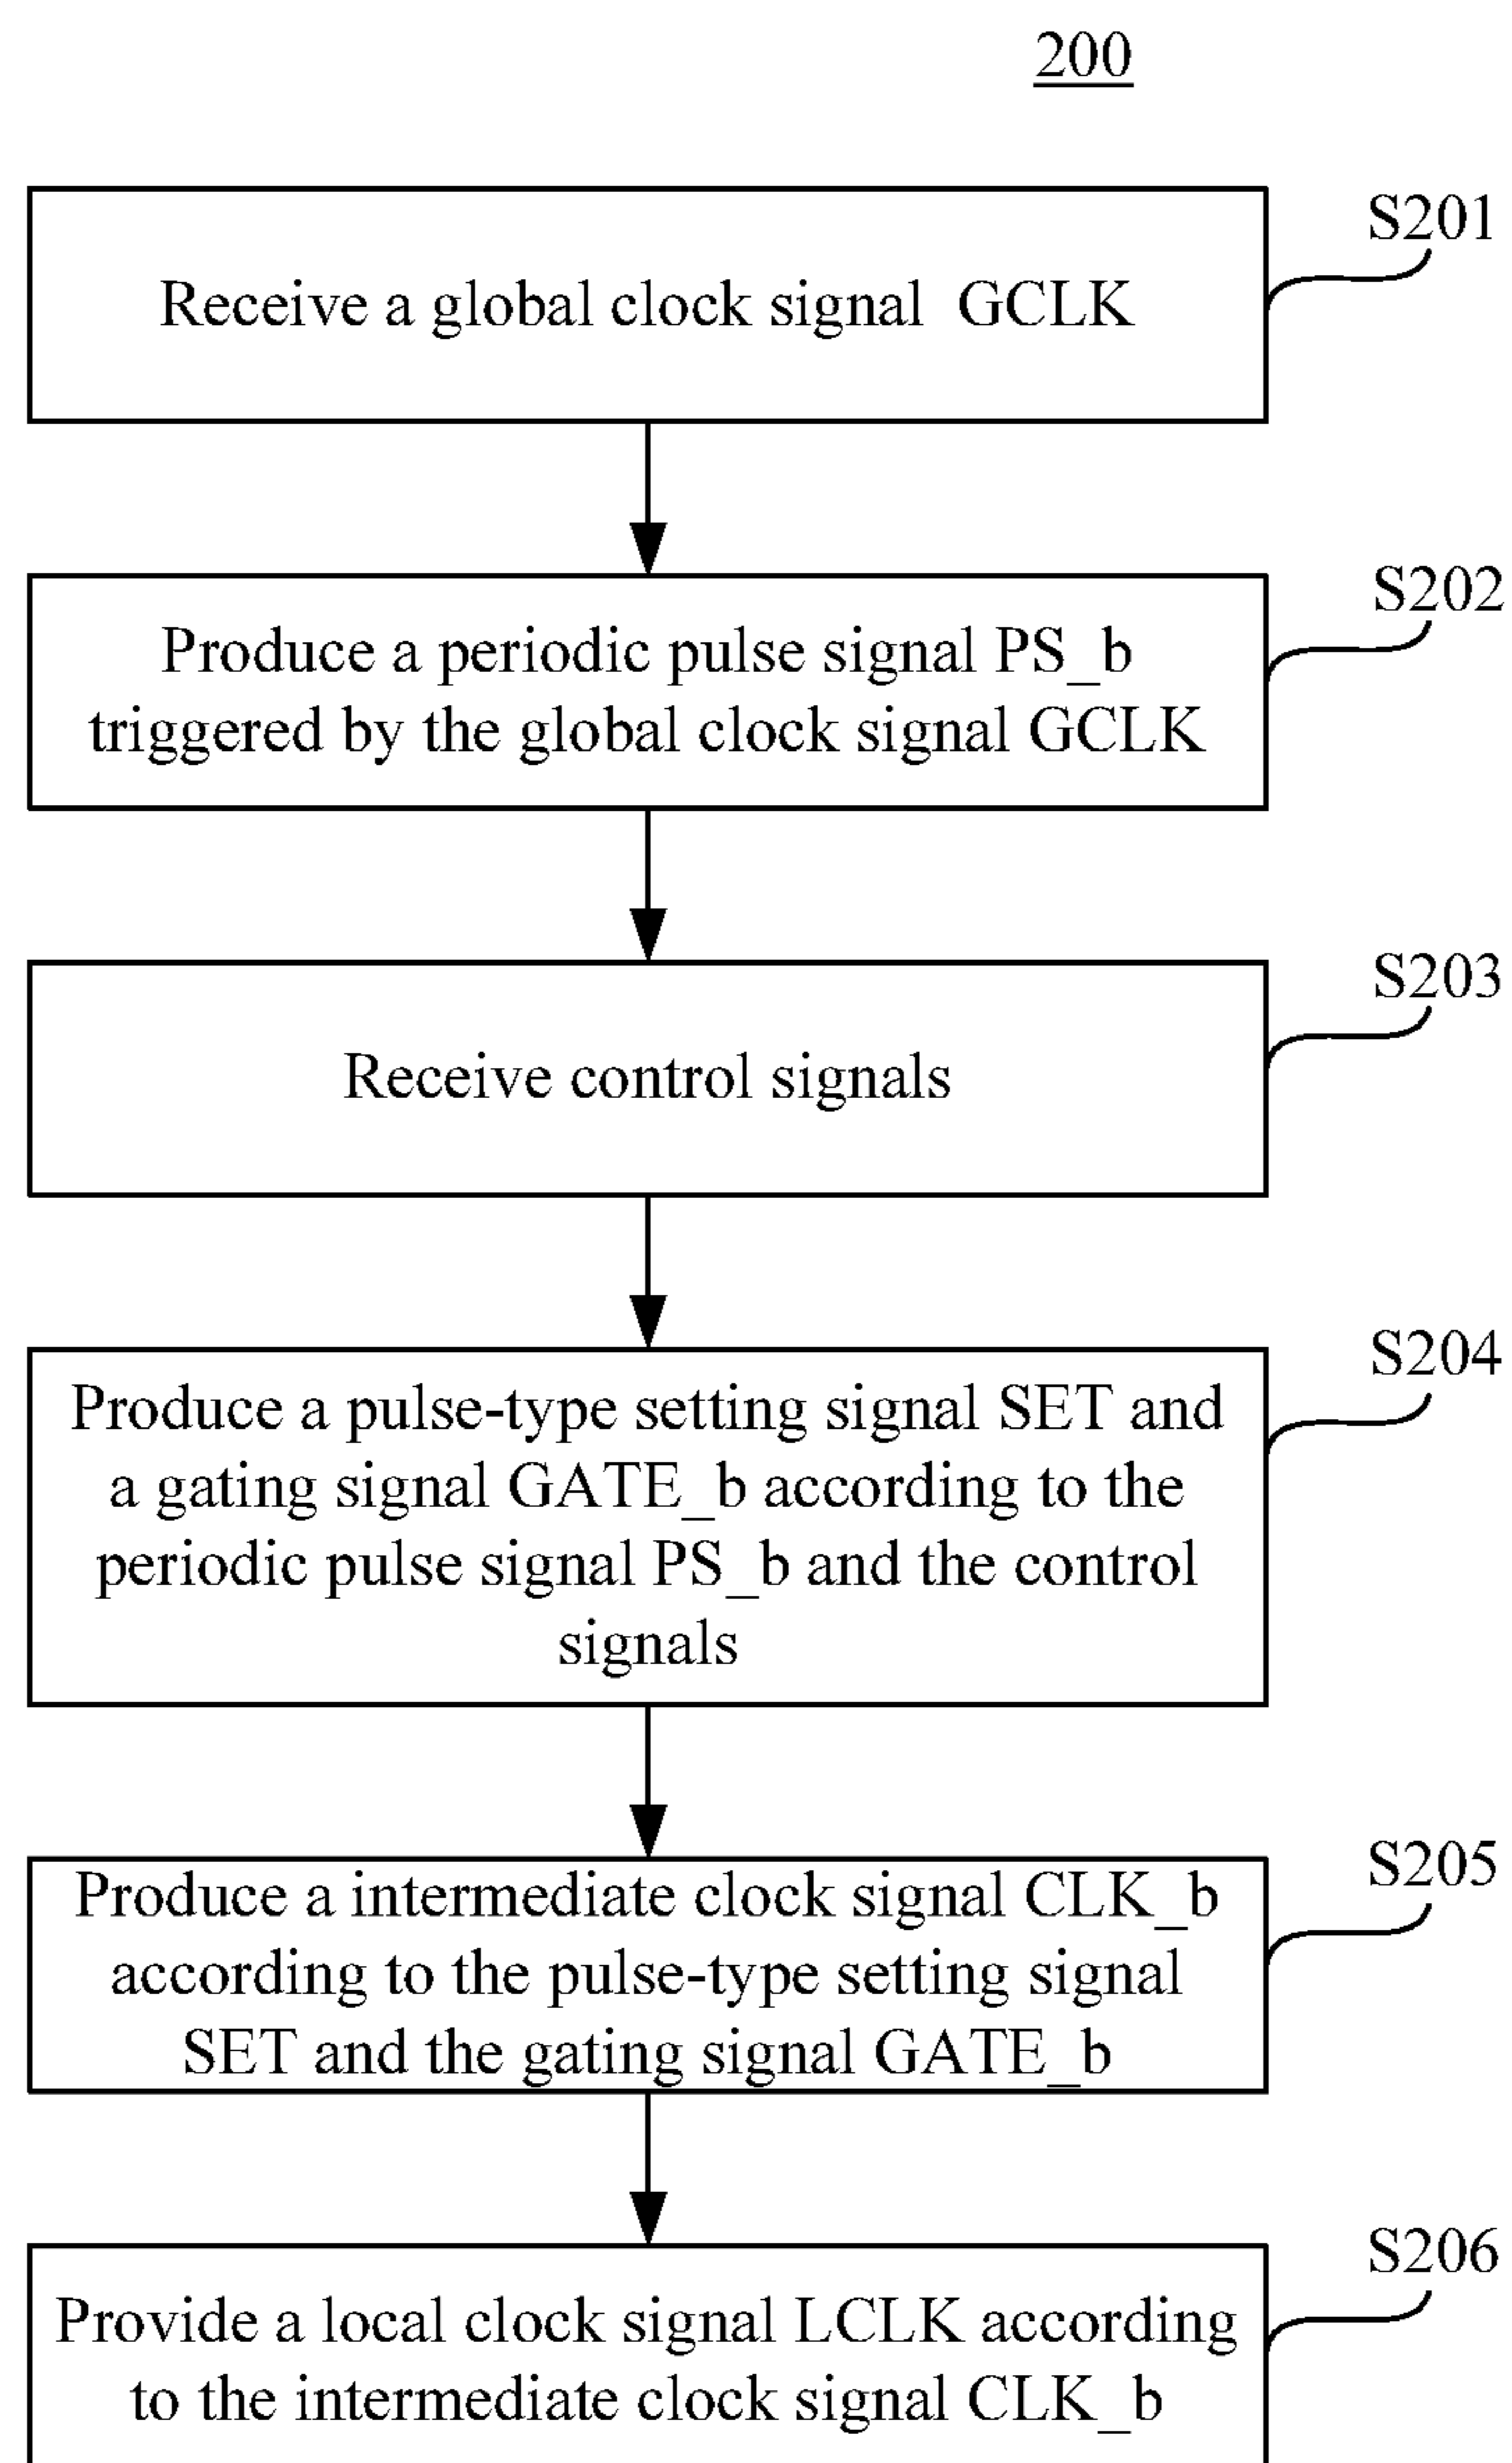 200
S201
Receive a global clock signal GCLK
S202
Produce a periodic pulse signal PS_b
triggered by the global clock signal GCLK
S203
Receive control signals
S204
Produce a pulse-type setting signal SET and
a gating signal GATE_b according to the
periodic pulse signal PS_b and the control
signals
S205
Produce a intermediate clock signal CLK_b
according to the pulse-type setting signal
SET and the gating signal GATE_b
S206
Provide a local clock signal LCLK according
to the intermediate clock signal CLK_b